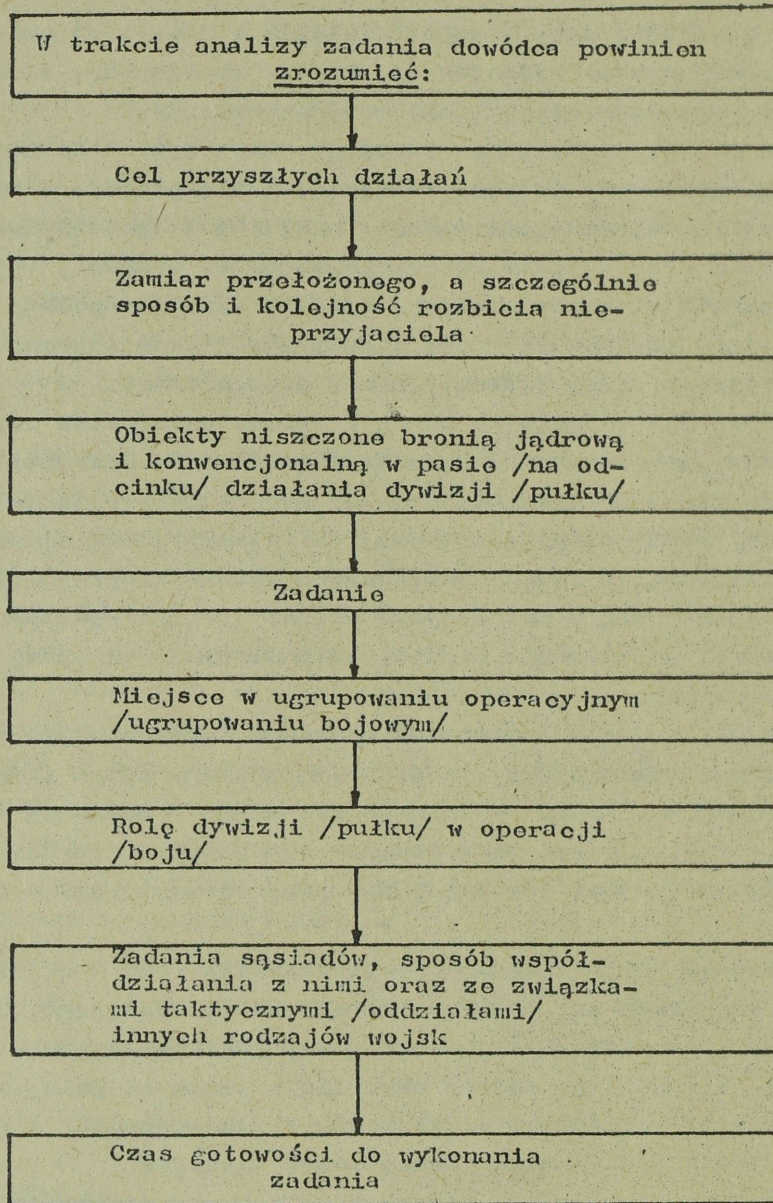 W trakcie analizy zadania dowódca powinien
zrozumieć:
Cel przyszłych działań
Zamiar przełożonego, a szczególnie
sposób i kolejność rozbicia nie-
przyjaciela
Obiekty niszczone bronią jądrową
i konwencjonalną w pasie /na od-
cinku/ działania dywizji /pułku/
Zadanie
Miejsce w ugrupowaniu operacyjnym
/ugrupowaniu bojowym/
Rolę dywizji /pułku/ w operacji
/boju/
Zadania sąsiadów, sposób współ-
działania z nimi oraz ze związka-
mi taktycznymi /oddziałami/
innych rodzajów wojsk
Czas gotowości do wykonania
zadania